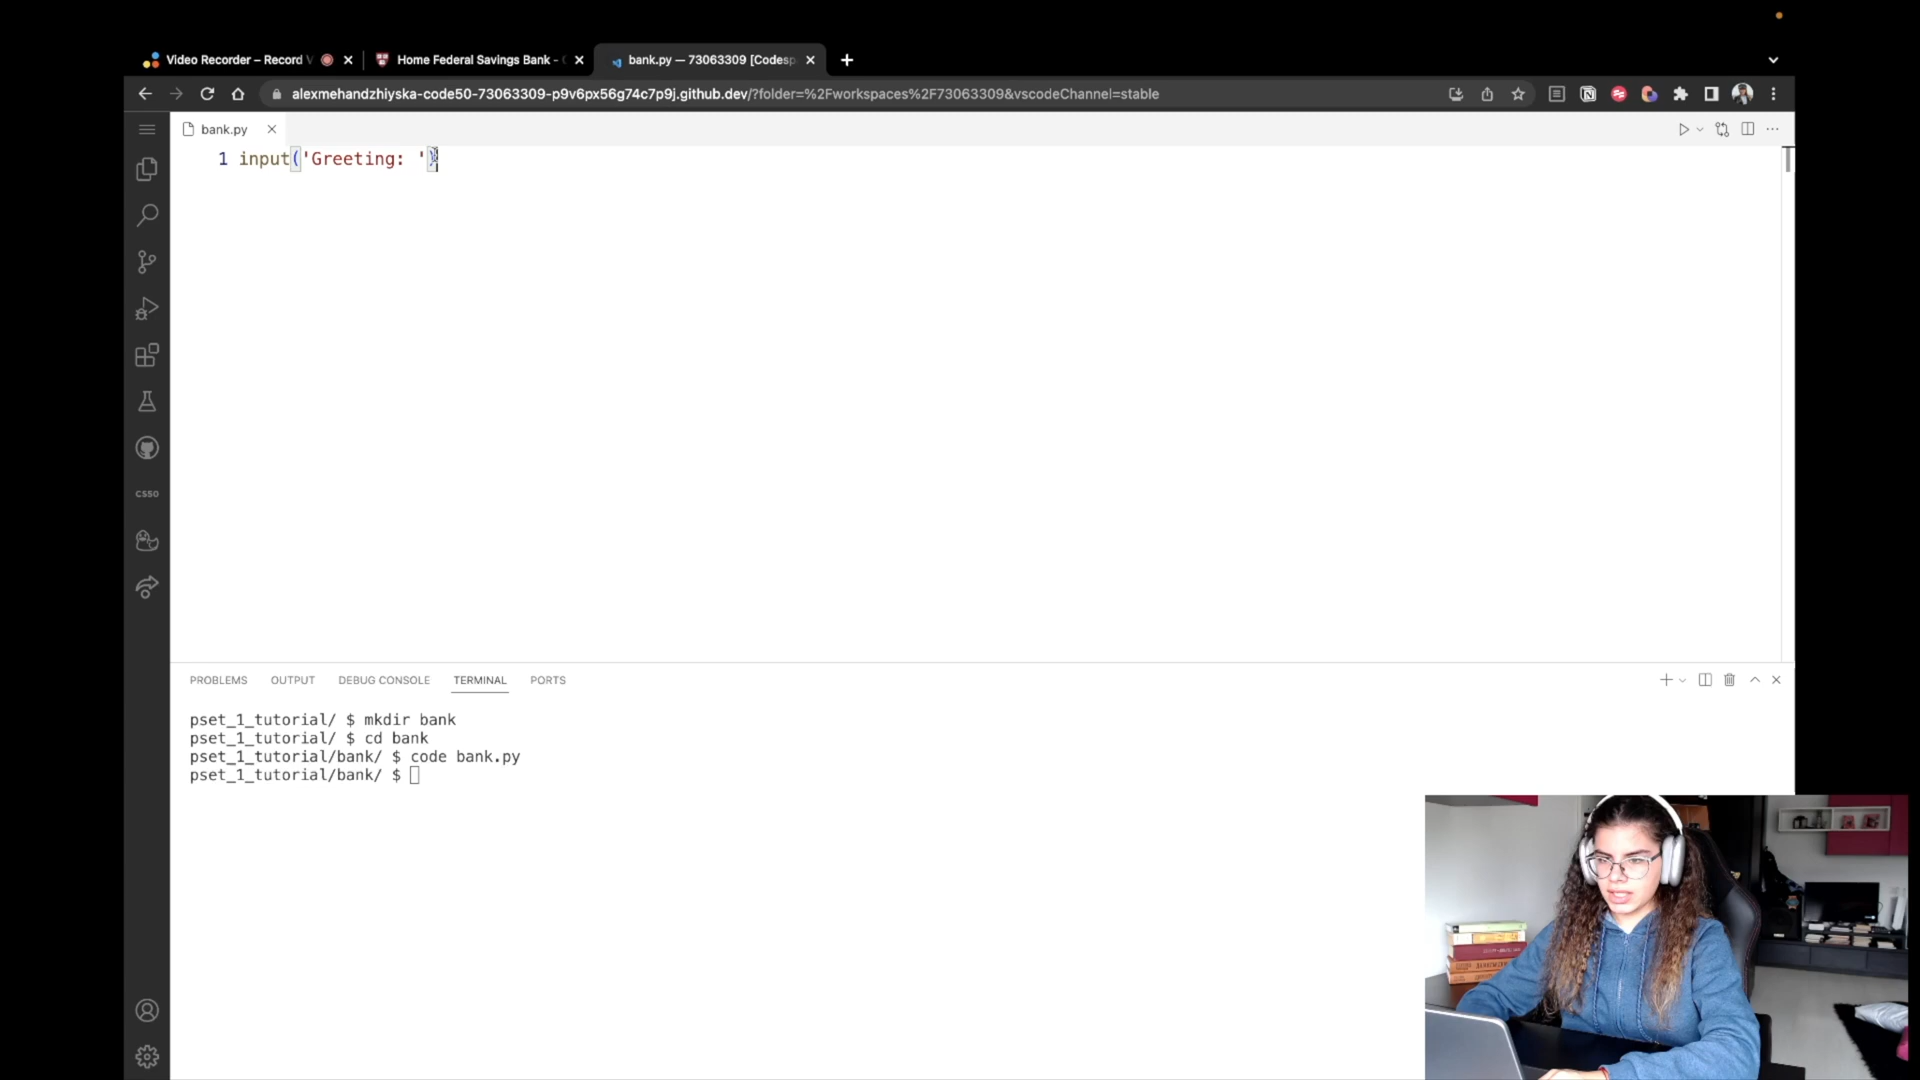 Video Recorder – Record V
Home Federal Savings Bank -
bank.py — 73063309 [Codesp
alexmehandzhiyska-code50-73063309-p9v6px56g74c7p9j.github.dev/?folder=%2Fworkspaces%2F73063309&vscodeChannel=stable
bank.py
1 input('Greeting: ')
CS50
PROBLEMS OUTPUT DEBUG CONSOLE TERMINAL PORTS
pset_1_tutorial/ $ mkdir bank
pset_1_tutorial/ $ cd bank
pset_1_tutorial/bank/ $ code bank.py
pset_1_tutorial/bank/ $